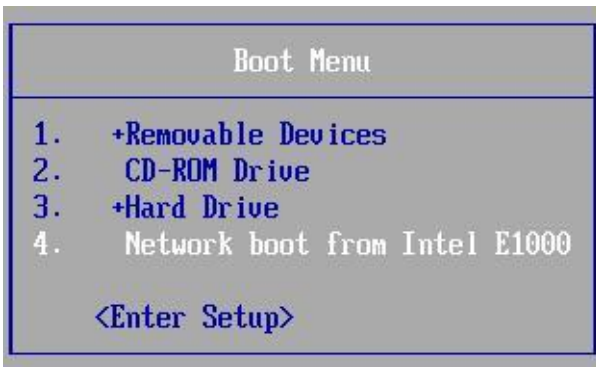 Boot Menu
1. +Removable Devices
2. CD-ROM Drive
3. +Hard Drive
4. Network boot from Intel E1000
<Enter Setup>